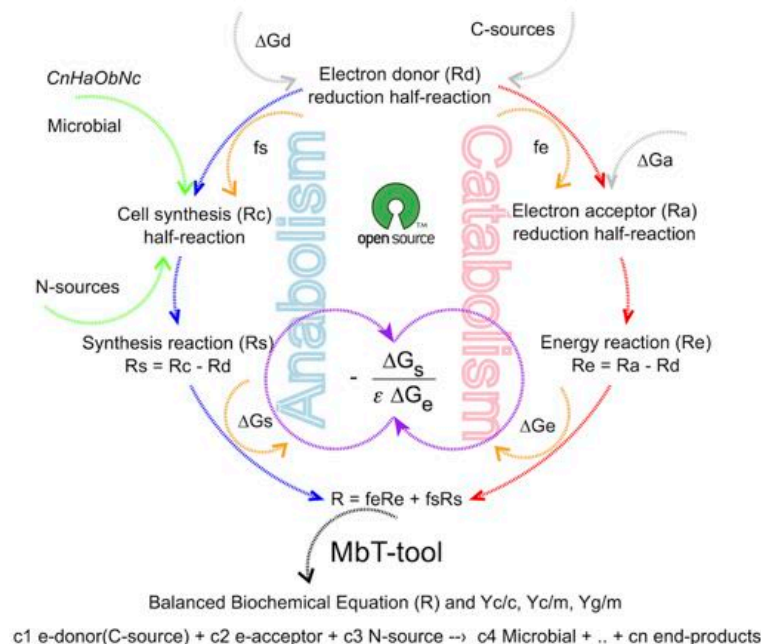 ΔGd
C-sources
CnHaObNc
Electron donor (Rd)
reduction half-reaction
Microbial
fs
fe
ΔGa
Anabolism
Catabolism
Cell synthesis (Rc)
half-reaction
TM
open source
Electron acceptor (Ra)
reduction half-reaction
N-sources
Synthesis reaction (Rs)
Rs = Rc - Rd
Energy reaction (Re)
Re = Ra - Rd
- ΔGs
ε ΔGe
ΔGs
ΔGe
R = feRe + fsRs
MbT-tool
Balanced Biochemical Equation (R) and Yc/c, Yc/m, Yg/m
c1 e-donor(C-source) + c2 e-acceptor + c3 N-source --› c4 Microbial + .. + cn end-products